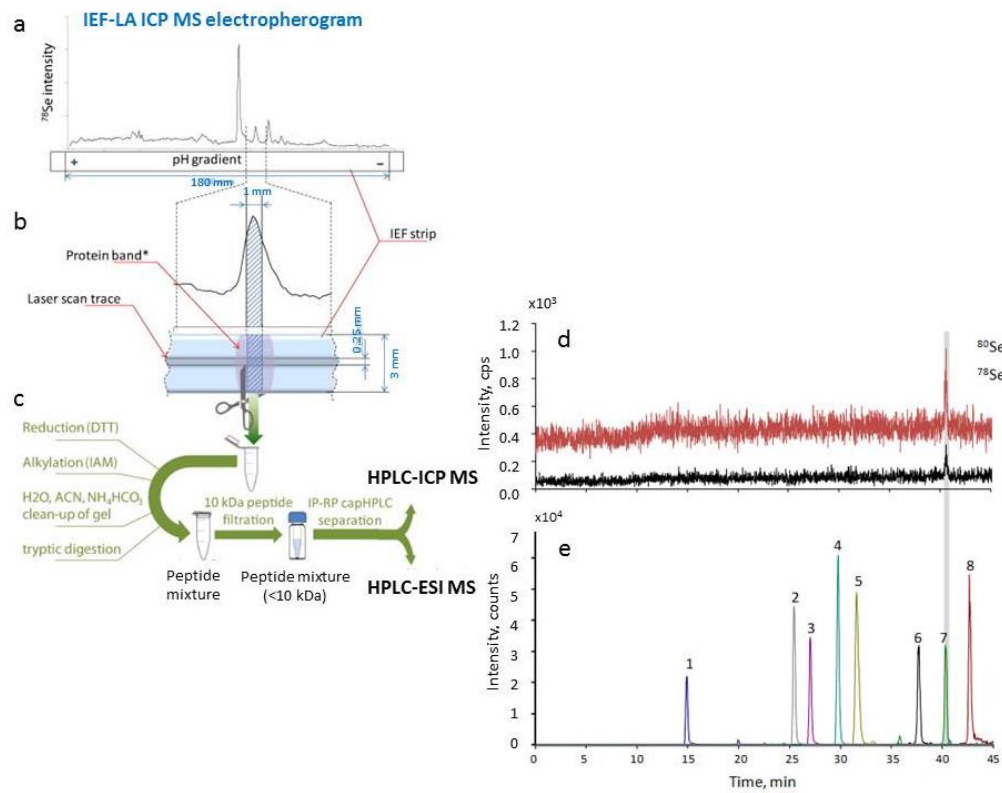 a
IEF-LA ICP MS electropherogram
⁷⁸Se intensity
+
pH gradient
–
180 mm
1 mm
b
IEF strip
Protein band*
Laser scan trace
0.25 mm
3 mm
c
Reduction (DTT)
Alkylation (IAM)
H2O, ACN, NH₄HCO₃
clean-up of gel
tryptic digestion
10 kDa peptide
filtration
IP-RP capHPLC
separation
HPLC-ICP MS
HPLC-ESI MS
Peptide
mixture
Peptide mixture
(<10 kDa)
x10³
d
⁸⁰Se
⁷⁸Se
Intensity, cps
1.2
1.0
0.8
0.6
0.4
0.2
0.0
x10⁴
e
Intensity, counts
7
6
5
4
3
2
1
0
1
2
3
4
5
6
7
8
0
5
10
15
20
25
30
35
40
45
Time, min